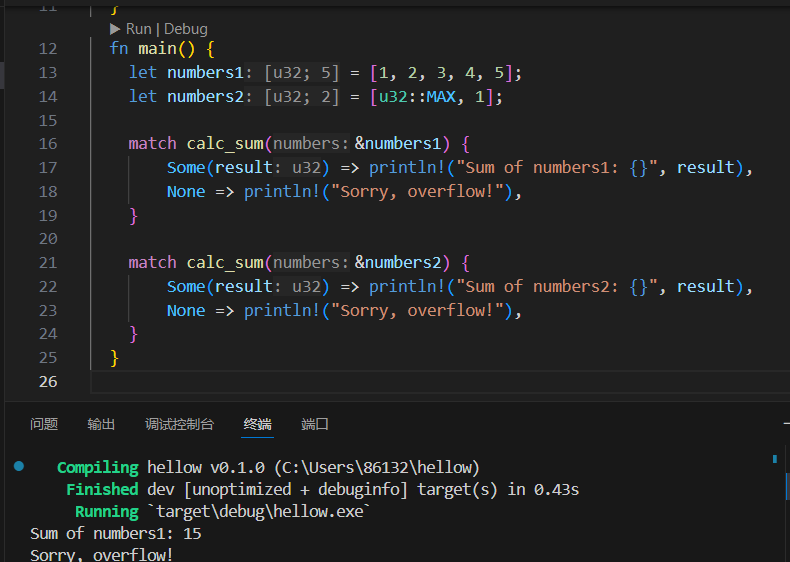 11 }
Run | Debug
12 fn main() {
13 let numbers1: [u32; 5] = [1, 2, 3, 4, 5];
14 let numbers2: [u32; 2] = [u32::MAX, 1];
15
16 match calc_sum(numbers: &numbers1) {
17 Some(result: u32) => println!("Sum of numbers1: {}", result),
18 None => println!("Sorry, overflow!"),
19 }
20
21 match calc_sum(numbers: &numbers2) {
22 Some(result: u32) => println!("Sum of numbers2: {}", result),
23 None => println!("Sorry, overflow!"),
24 }
25 }
26
问题 输出 调试控制台 终端 端口
Compiling hellow v0.1.0 (C:\Users\86132\hellow)
Finished dev [unoptimized + debuginfo] target(s) in 0.43s
Running `target\debug\hellow.exe`
Sum of numbers1: 15
Sorry, overflow!